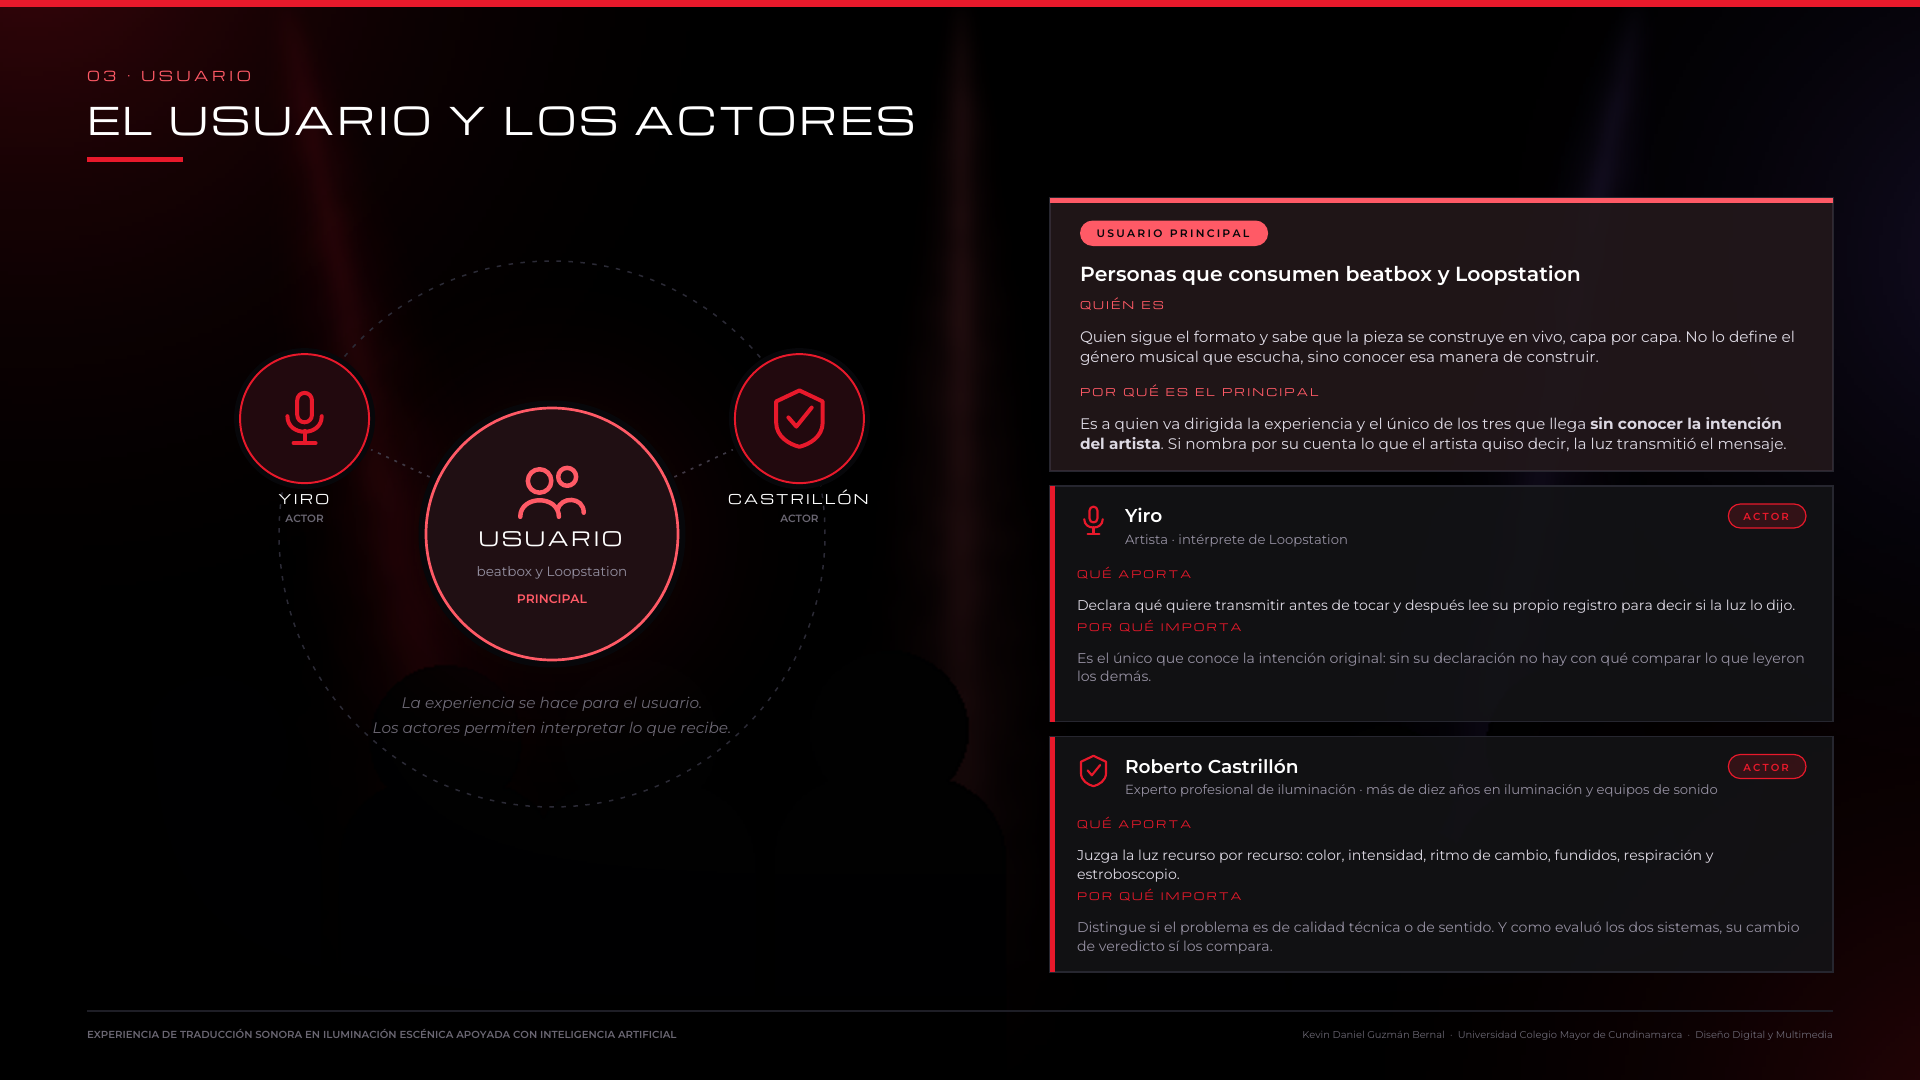 03 · USUARIO
EL USUARIO Y LOS ACTORES
YIRO
ACTOR
CASTRILLÓN
ACTOR
USUARIO
beatbox y Loopstation
PRINCIPAL
La experiencia se hace para el usuario.
Los actores permiten interpretar lo que recibe.
USUARIO PRINCIPAL
Personas que consumen beatbox y Loopstation
QUIÉN ES
Quien sigue el formato y sabe que la pieza se construye en vivo, capa por capa. No lo define el
género musical que escucha, sino conocer esa manera de construir.
POR QUÉ ES EL PRINCIPAL
Es a quien va dirigida la experiencia y el único de los tres que llega sin conocer la intención
del artista. Si nombra por su cuenta lo que el artista quiso decir, la luz transmitió el mensaje.
Yiro
ACTOR
Artista · intérprete de Loopstation
QUÉ APORTA
Declara qué quiere transmitir antes de tocar y después lee su propio registro para decir si la luz lo dijo.
POR QUÉ IMPORTA
Es el único que conoce la intención original: sin su declaración no hay con qué comparar lo que leyeron
los demás.
Roberto Castrillón
ACTOR
Experto profesional de iluminación · más de diez años en iluminación y equipos de sonido
QUÉ APORTA
Juzga la luz recurso por recurso: color, intensidad, ritmo de cambio, fundidos, respiración y
estroboscopio.
POR QUÉ IMPORTA
Distingue si el problema es de calidad técnica o de sentido. Y como evaluó los dos sistemas, su cambio
de veredicto sí los compara.
EXPERIENCIA DE TRADUCCIÓN SONORA EN ILUMINACIÓN ESCÉNICA APOYADA CON INTELIGENCIA ARTIFICIAL
Kevin Daniel Guzmán Bernal · Universidad Colegio Mayor de Cundinamarca · Diseño Digital y Multimedia